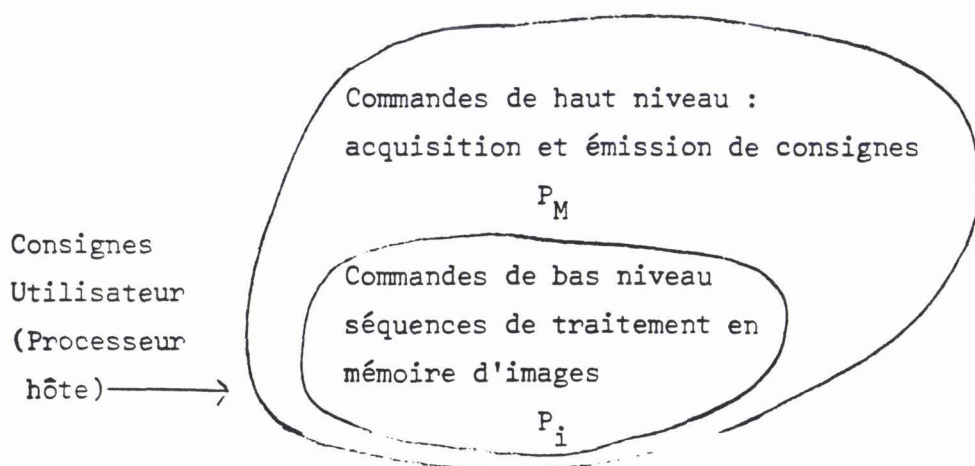 Commandes de haut niveau :
acquisition et émission de consignes
P_M
Consignes
Utilisateur
(Processeur
hôte)
Commandes de bas niveau
séquences de traitement en
mémoire d'images
P_i